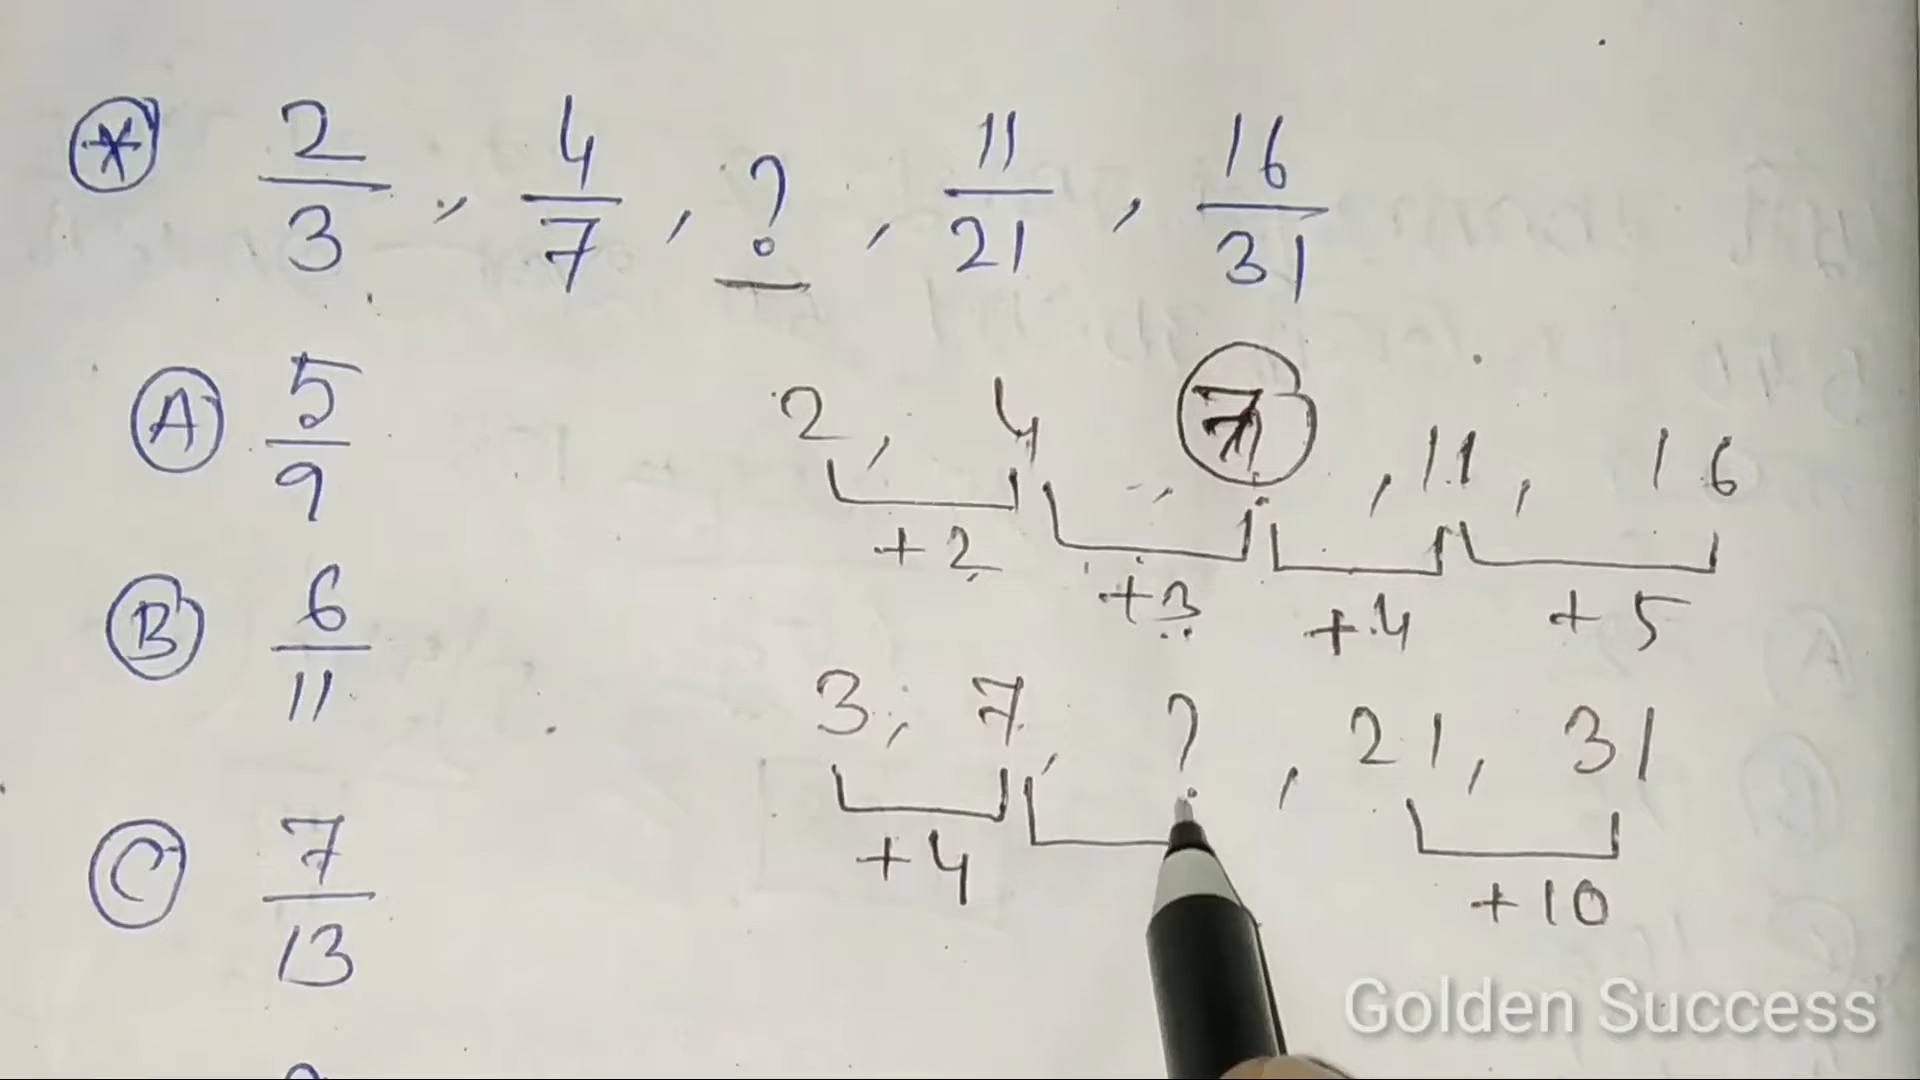 * 2/3 , 4/7 , ? , 11/21 , 16/31
A 5/9
B 6/11
C 7/13
2 , 4 , 7 , 11 , 16
+2 +3 +4 +5
3 , 7 , ? , 21 , 31
+4 +10
Golden Success